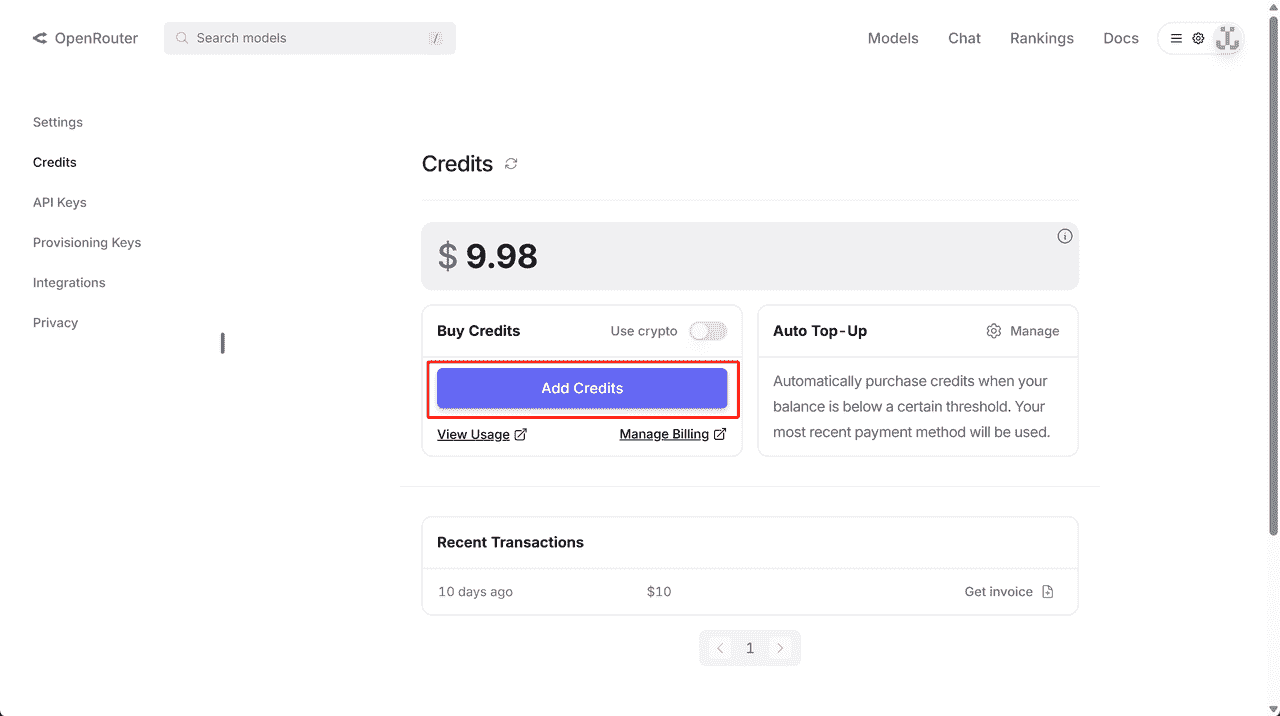 OpenRouter
Search models
/
Models
Chat
Rankings
Docs
Settings
Credits
API Keys
Provisioning Keys
Integrations
Privacy
Credits
$ 9.98
Buy Credits
Use crypto
Add Credits
View Usage
Manage Billing
Auto Top-Up
Manage
Automatically purchase credits when your
balance is below a certain threshold. Your
most recent payment method will be used.
Recent Transactions
10 days ago
$10
Get invoice
1